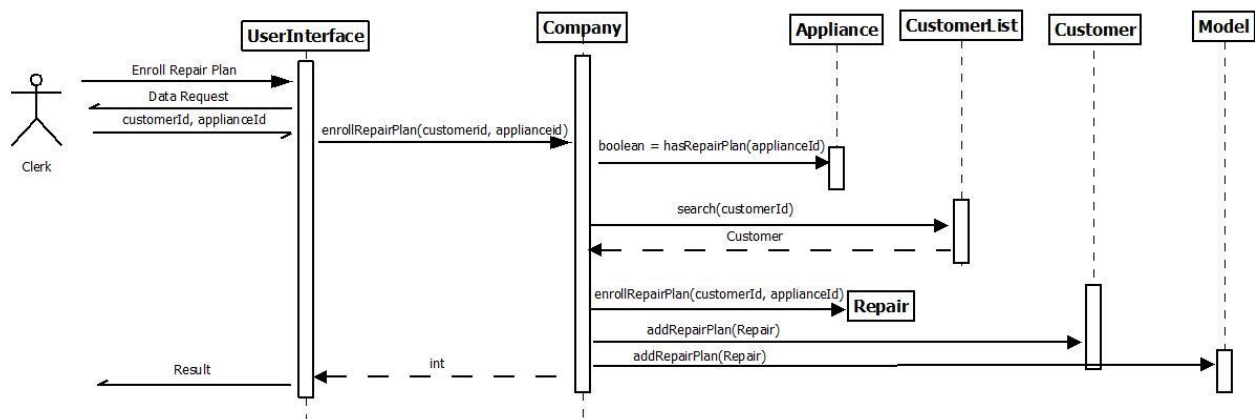 UserInterface
Company
Appliance
CustomerList
Customer
Model
Enroll Repair Plan
Data Request
customerId, applianceId
Clerk
enrollRepairPlan(customerid, applianceid)
boolean = hasRepairPlan(applianceId)
search(customerId)
Customer
enrollRepairPlan(customerId, applianceId)
Repair
addRepairPlan(Repair)
addRepairPlan(Repair)
int
Result